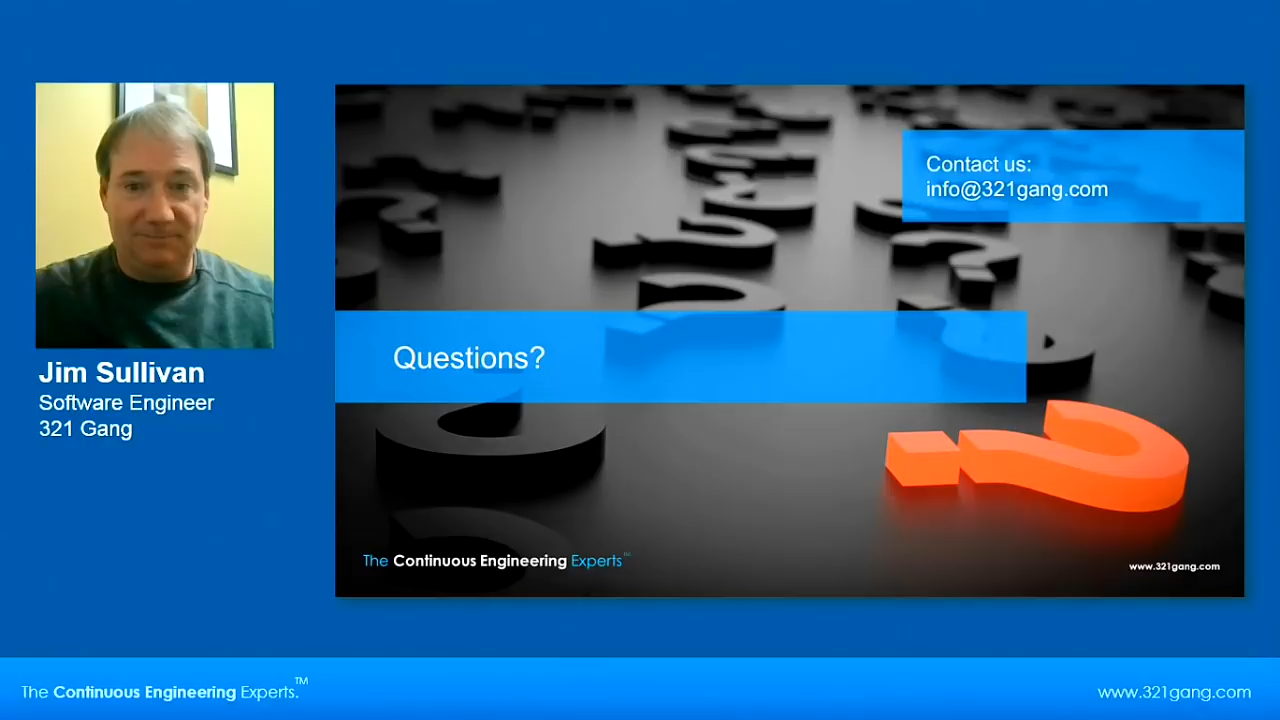 Jim Sullivan
Software Engineer
321 Gang
Contact us:
info@321gang.com
Questions?
The Continuous Engineering Experts™
www.321gang.com
The Continuous Engineering Experts.™
www.321gang.com